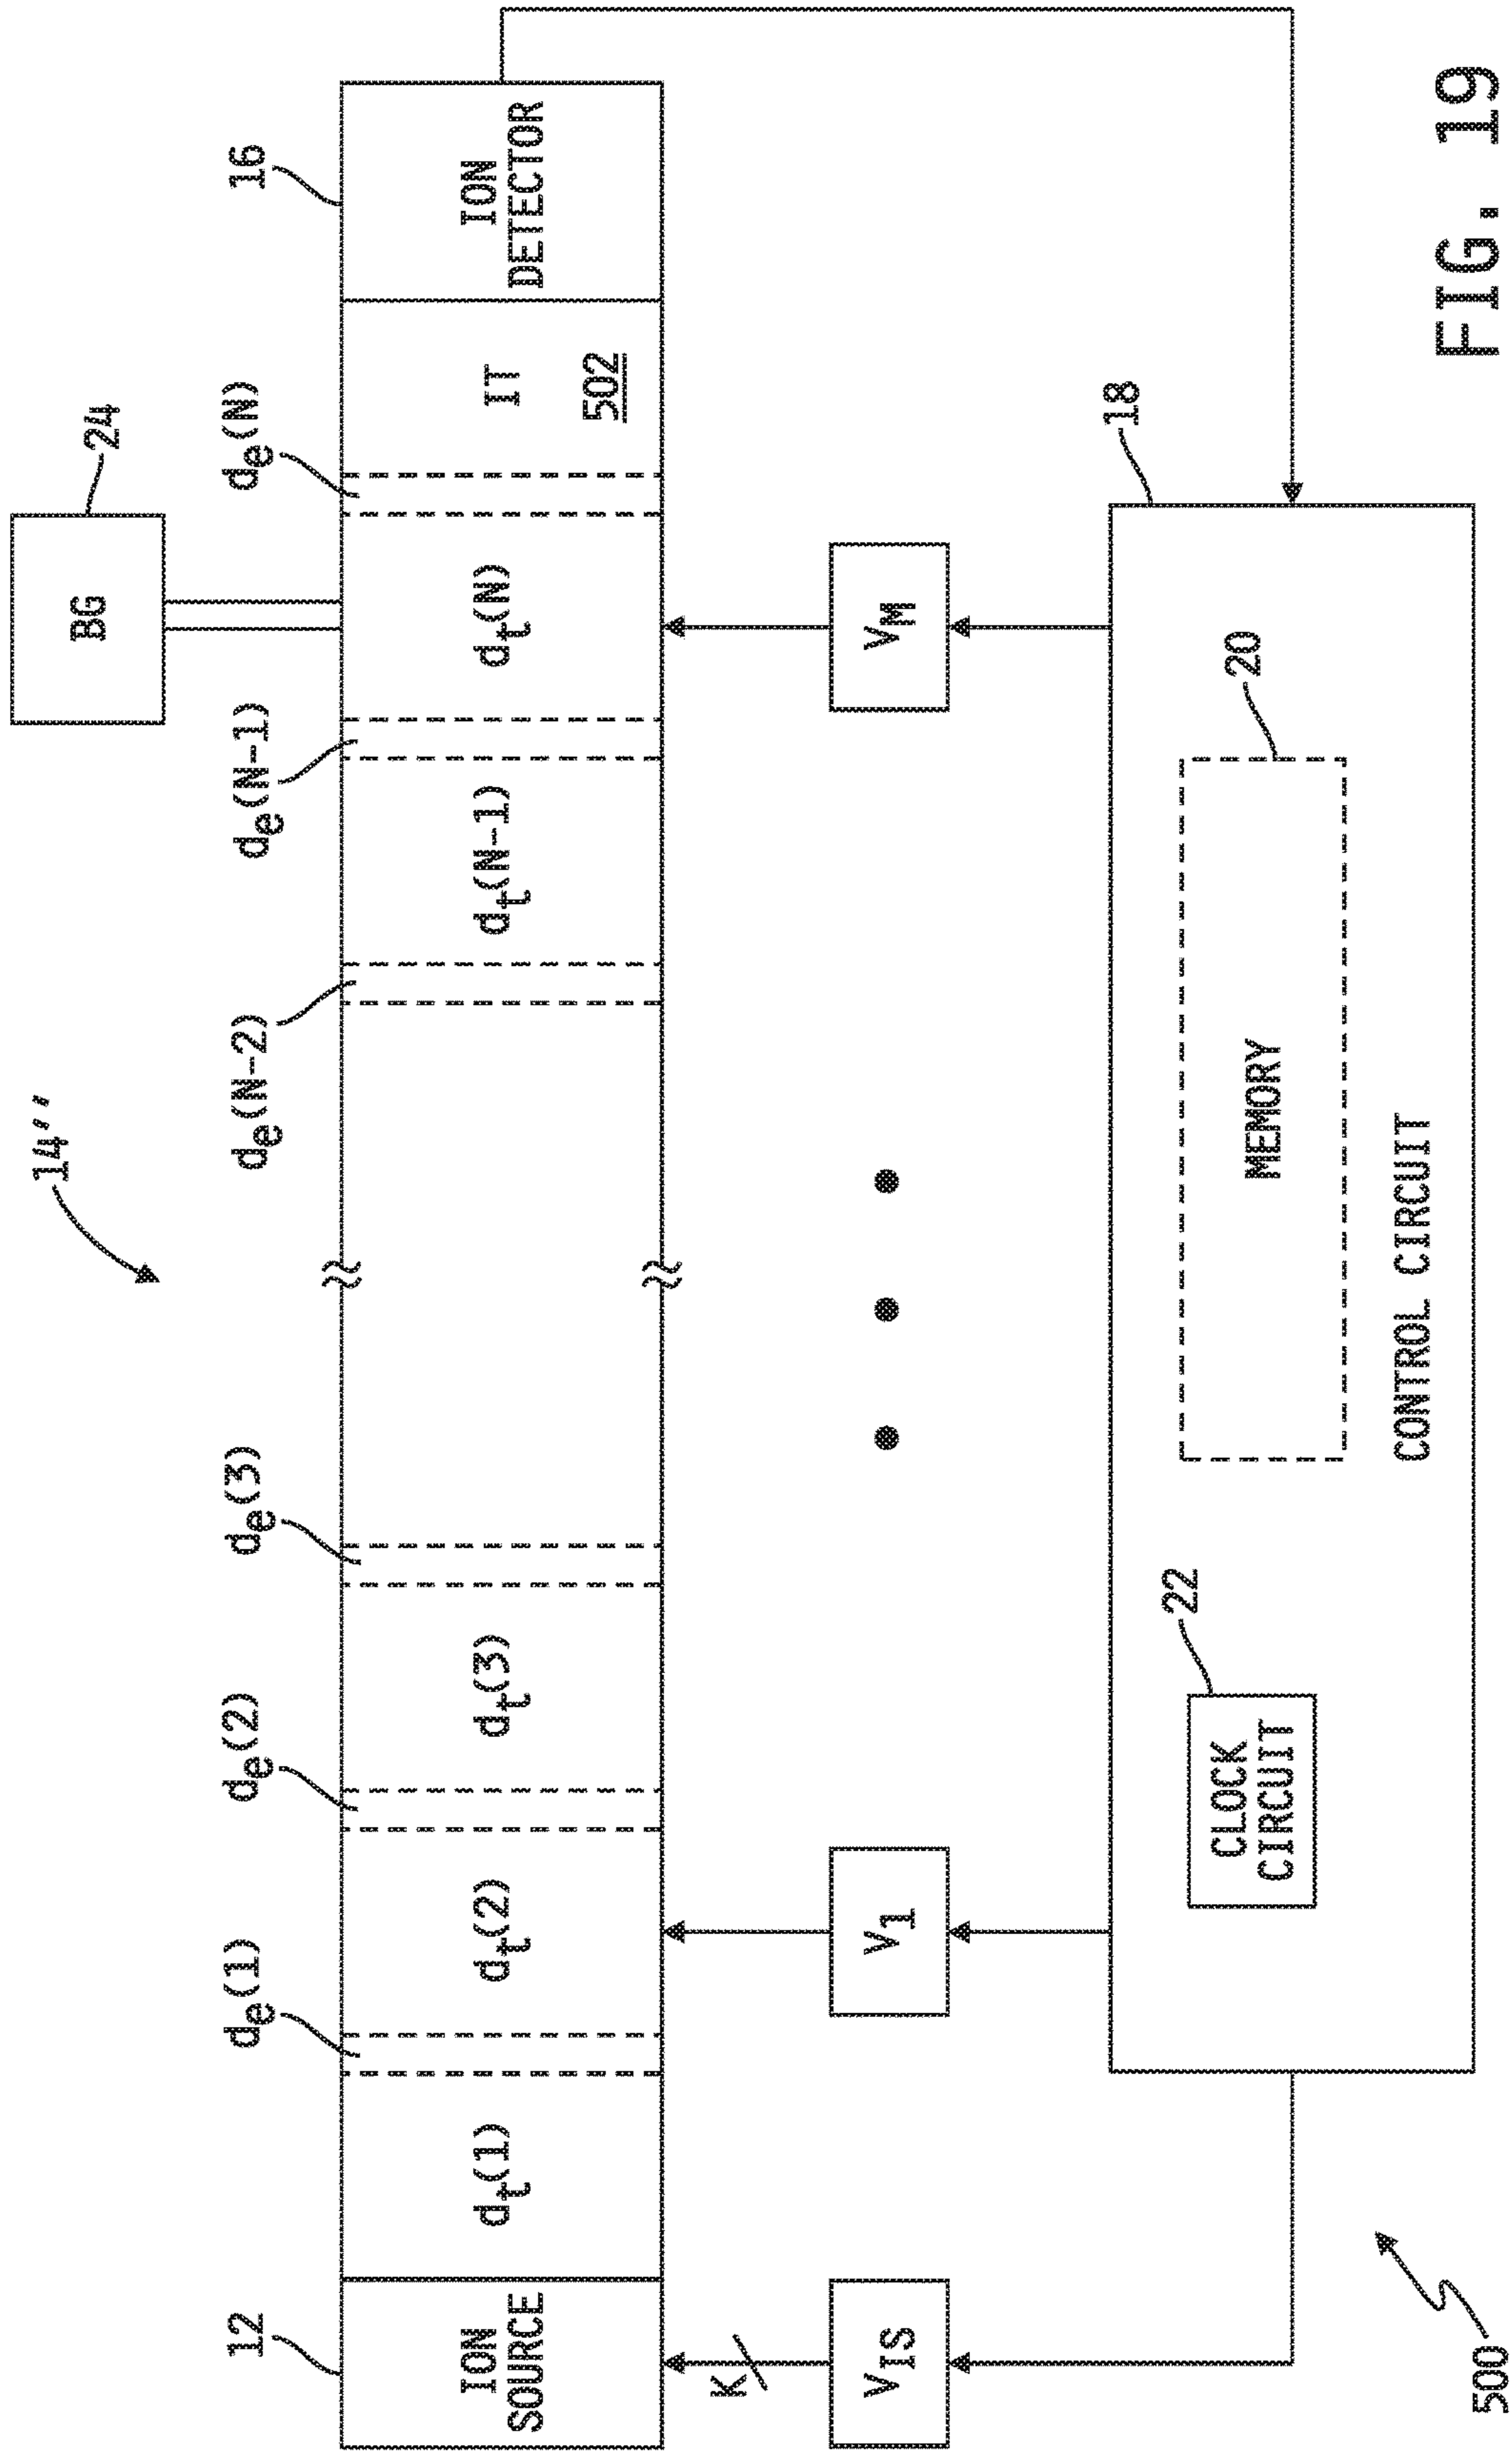 14''
BG
24
12
d_e(1)
d_e(2)
d_e(3)
d_e(N-2)
d_e(N-1)
d_e(N)
16
ION
SOURCE
d_t(1)
d_t(2)
d_t(3)
d_t(N-1)
d_t(N)
IT
502
ION
DETECTOR
K
V_IS
V_1
V_M
18
22
CLOCK
CIRCUIT
20
MEMORY
CONTROL CIRCUIT
500
FIG. 19